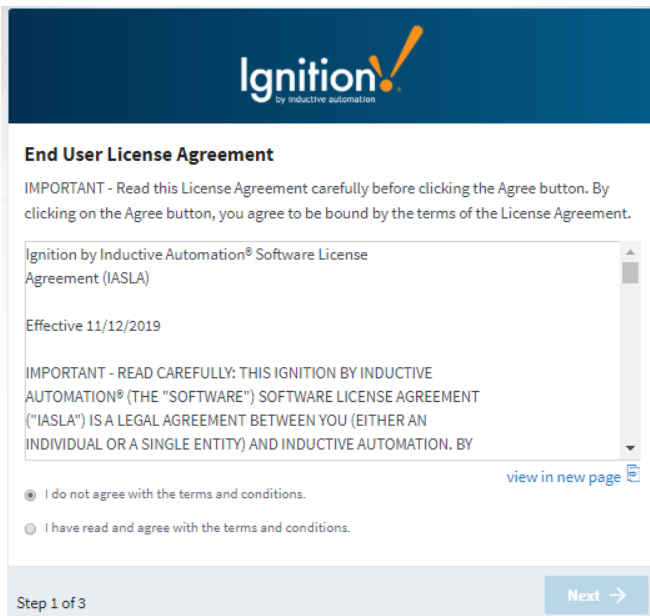 Ignition!
by inductive automation
End User License Agreement
IMPORTANT - Read this License Agreement carefully before clicking the Agree button. By
clicking on the Agree button, you agree to be bound by the terms of the License Agreement.
Ignition by Inductive Automation® Software License
Agreement (IASLA)
Effective 11/12/2019
IMPORTANT - READ CAREFULLY: THIS IGNITION BY INDUCTIVE
AUTOMATION® (THE "SOFTWARE") SOFTWARE LICENSE AGREEMENT
("IASLA") IS A LEGAL AGREEMENT BETWEEN YOU (EITHER AN
INDIVIDUAL OR A SINGLE ENTITY) AND INDUCTIVE AUTOMATION. BY
view in new page
I do not agree with the terms and conditions.
I have read and agree with the terms and conditions.
Step 1 of 3
Next →